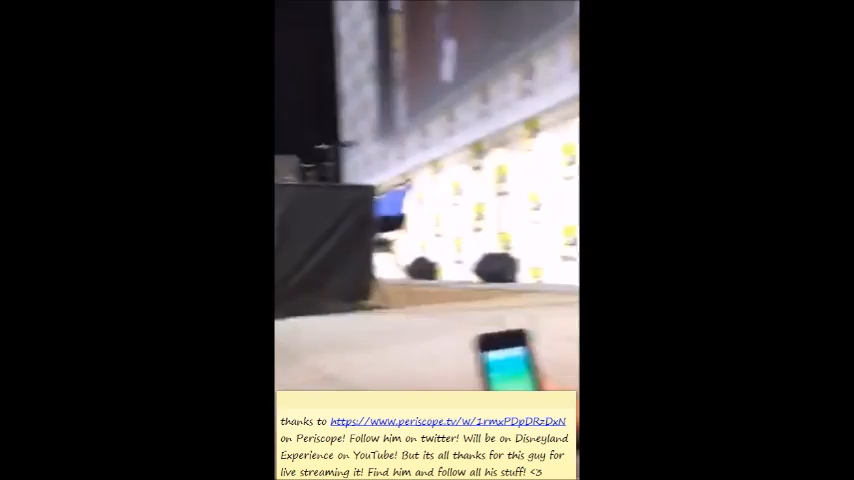 thanks to https://www.periscope.tv/w/1rmxPDpDRzDxN
on Periscope! Follow him on twitter! Will be on Disneyland
Experience on YouTube! But its all thanks for this guy for
live streaming it! Find him and follow all his stuff! <3